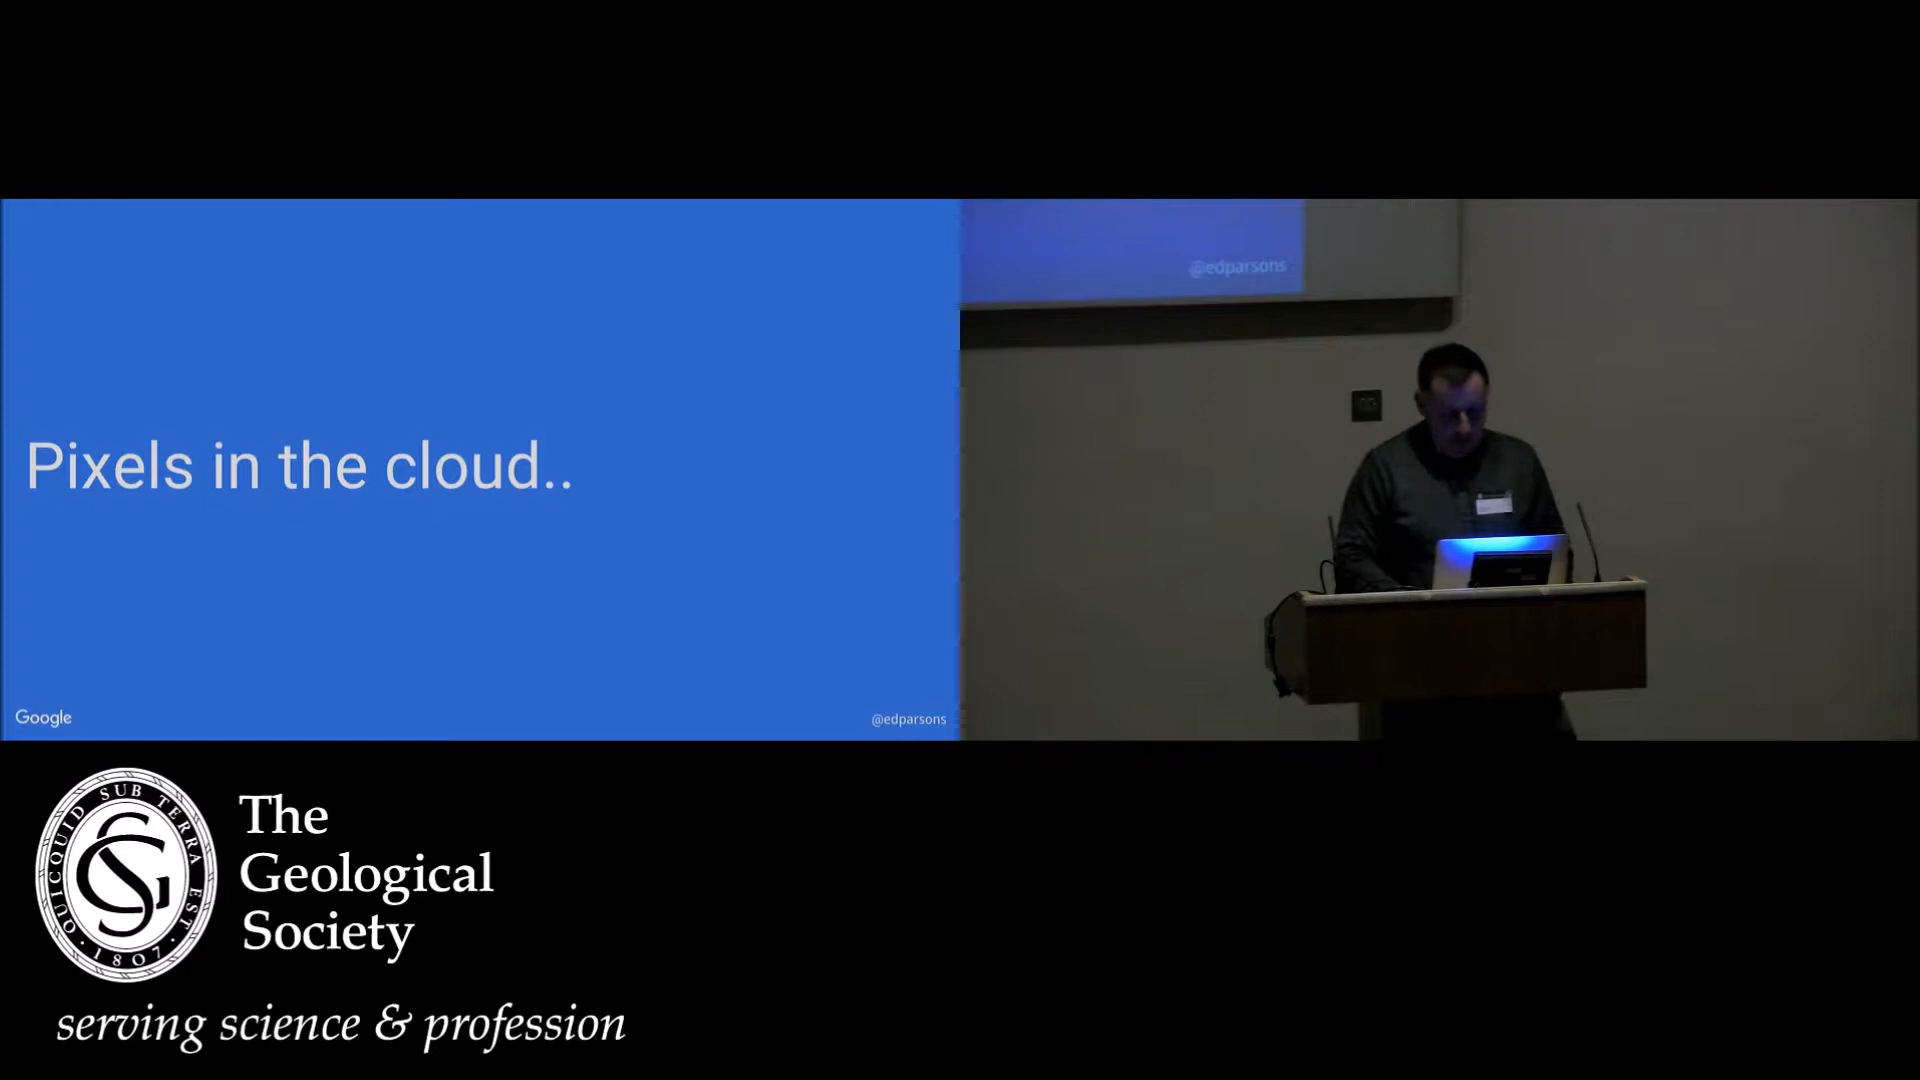 Pixels in the cloud..
Google
@edparsons
@edparsons
QUICQUID SUB TERRA EST
1807
The
Geological
Society
serving science & profession